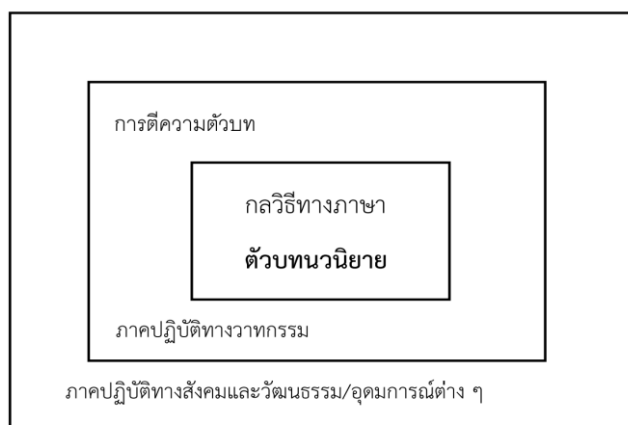 การตีความตัวบท
กลวิธีทางภาษา
ตัวบทนวนิยาย
ภาคปฏิบัติทางวาทกรรม
ภาคปฏิบัติทางสังคมและวัฒนธรรม/อุดมการณ์ต่าง ๆ